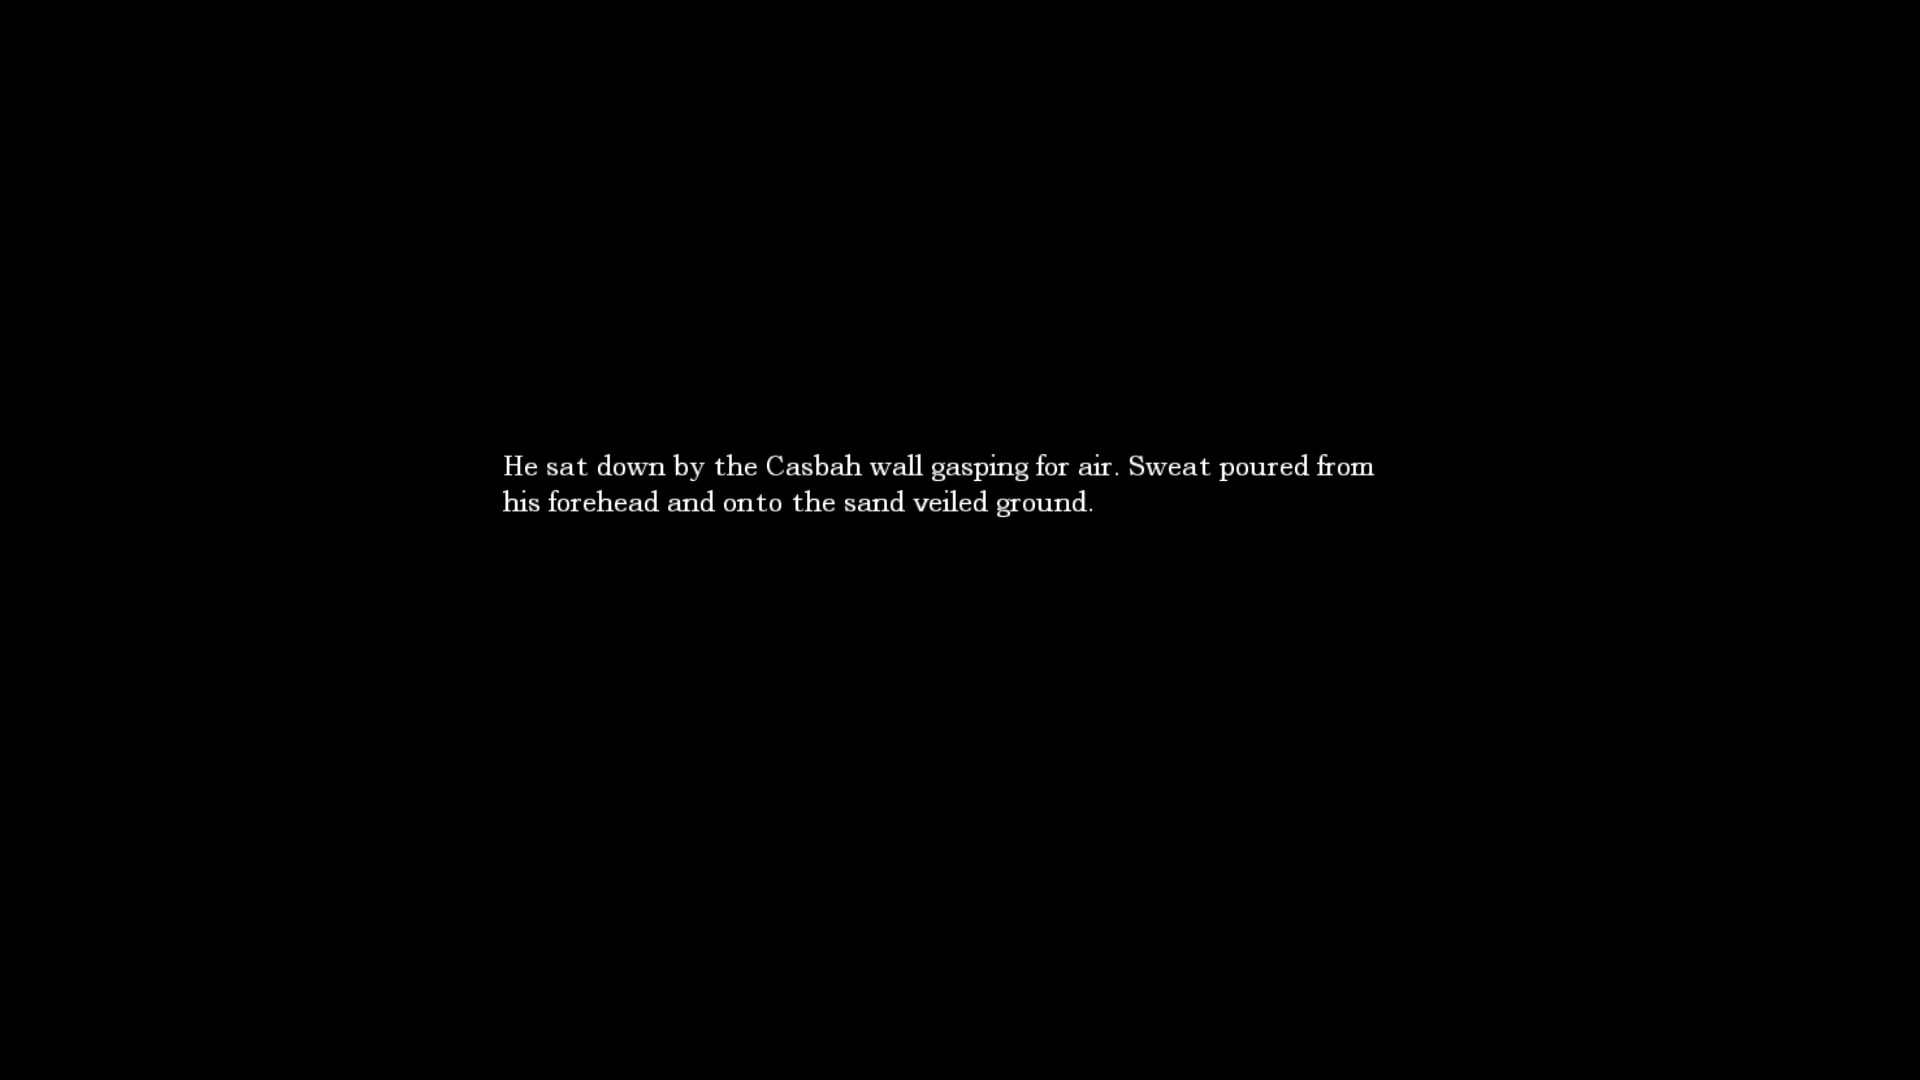 He sat down by the Casbah wall gasping for air. Sweat poured from
his forehead and onto the sand veiled ground.